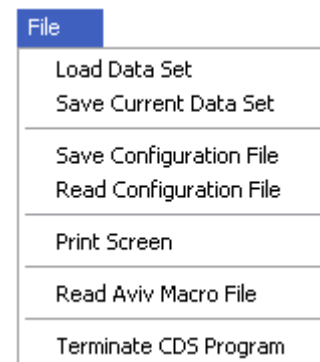 File
Load Data Set
Save Current Data Set
Save Configuration File
Read Configuration File
Print Screen
Read Aviv Macro File
Terminate CDS Program